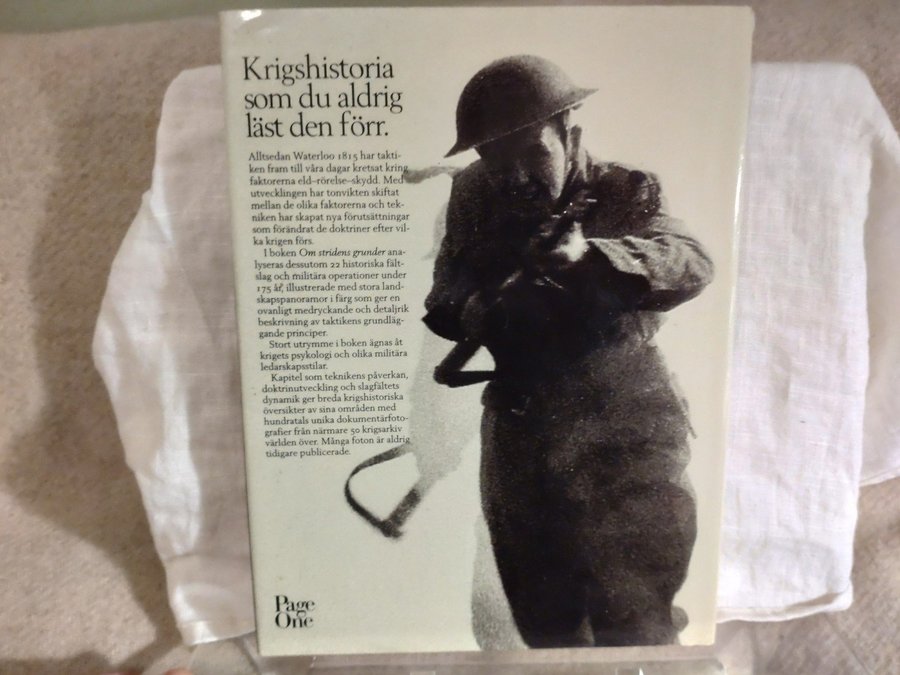 Krigshistoria
som du aldrig
läst den förr.
Alltsedan Waterloo 1815 har takti-
ken fram till våra dagar kretsat kring
faktorerna eld–rörelse–skydd. Med
utvecklingen har tonvikten skiftat
mellan de olika faktorerna och tek-
niken har skapat nya förutsättningar
som förändrat de doktriner efter vil-
ka krigen förs.
I boken Om stridens grunder ana-
lyseras dessutom 22 historiska fält-
slag och militära operationer under
175 år, illustrerade med stora land-
skapspanoramor i färg som ger en
ovanligt medryckande och detaljrik
beskrivning av taktikens grundläg-
gande principer.
Stort utrymme i boken ägnas åt
krigets psykologi och olika militära
ledarskapsstilar.
Kapitel som teknikens påverkan,
doktrinutveckling och slagfältets
dynamik ger breda krigshistoriska
översikter av sina områden med
hundratals unika dokumentärfoto-
grafier från närmare 50 krigsarkiv
världen över. Många foton är aldrig
tidigare publicerade.
Page
One